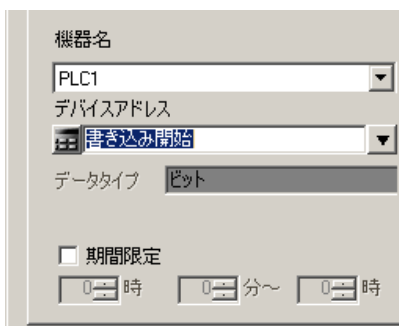 機器名
PLC1
デバイスアドレス
書き込み開始
データタイプ ビット
期間限定
0 時 0 分～ 0 時